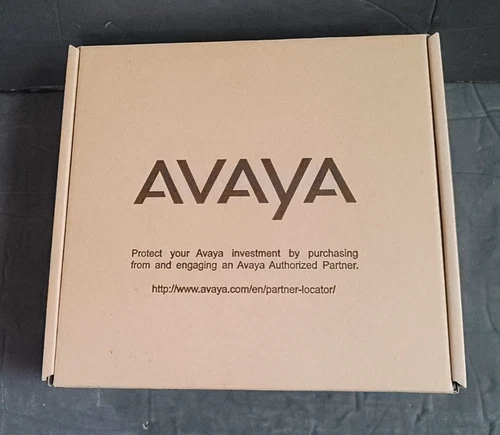 AVAYA
Protect your Avaya investment by purchasing
from and engaging an Avaya Authorized Partner.
http://www.avaya.com/en/partner-locator/